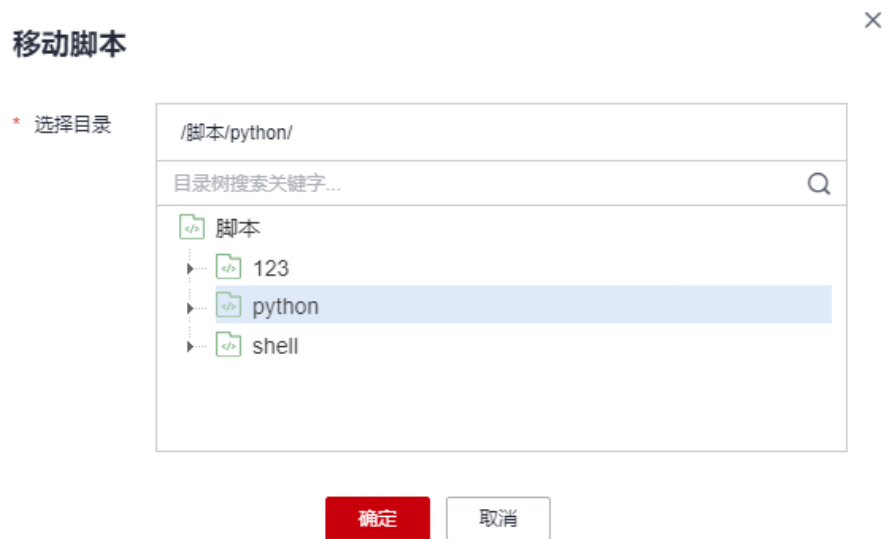 移动脚本
* 选择目录
/脚本/python/
目录树搜索关键字...
脚本
123
python
shell
确定 取消